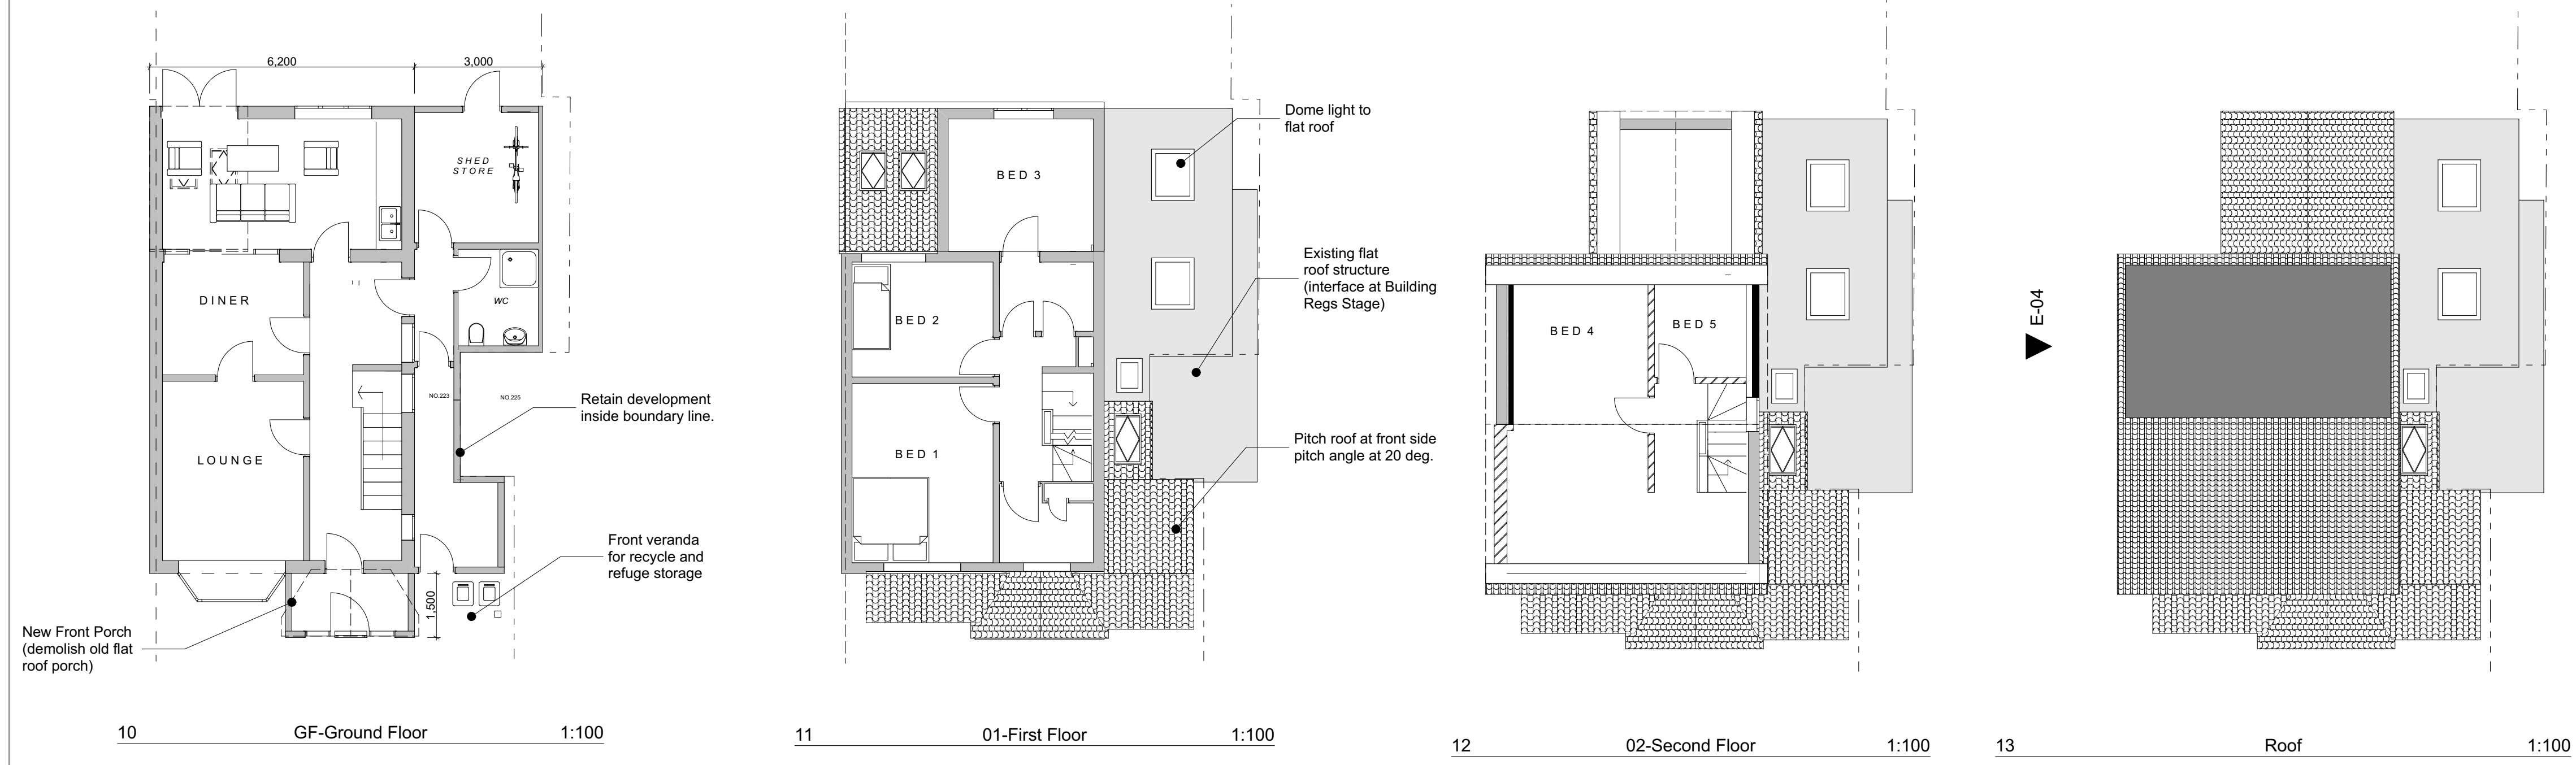 6,200
3,000
SHED
STORE
DINER
WC
NO.223
NO.225
LOUNGE
Retain development
inside boundary line.
Front veranda
for recycle and
refuge storage
1,500
New Front Porch
(demolish old flat
roof porch)
10 GF-Ground Floor 1:100
BED 3
BED 2
BED 1
Dome light to
flat roof
Existing flat
roof structure
(interface at Building
Regs Stage)
Pitch roof at front side
pitch angle at 20 deg.
11 01-First Floor 1:100
BED 4
BED 5
12 02-Second Floor 1:100
E-04
13 Roof 1:100